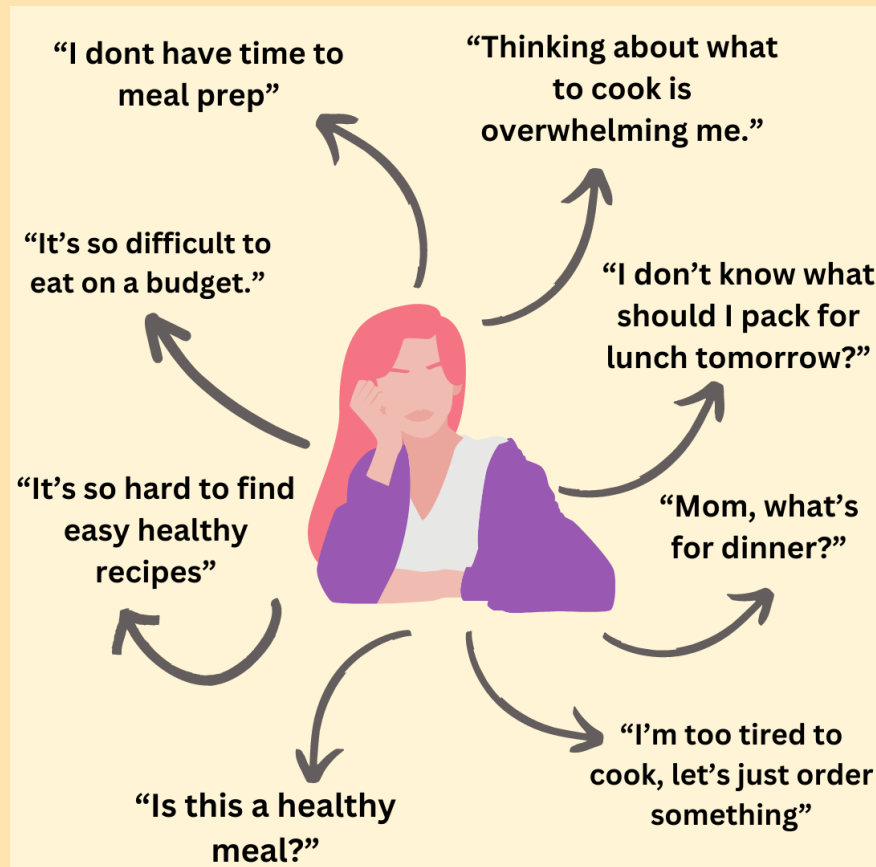 “I dont have time to
meal prep”
“Thinking about what
to cook is
overwhelming me.”
“It’s so difficult to
eat on a budget.”
“I don’t know what
should I pack for
lunch tomorrow?”
“It’s so hard to find
easy healthy
recipes”
“Mom, what’s
for dinner?”
“I’m too tired to
cook, let’s just order
something”
“Is this a healthy
meal?”